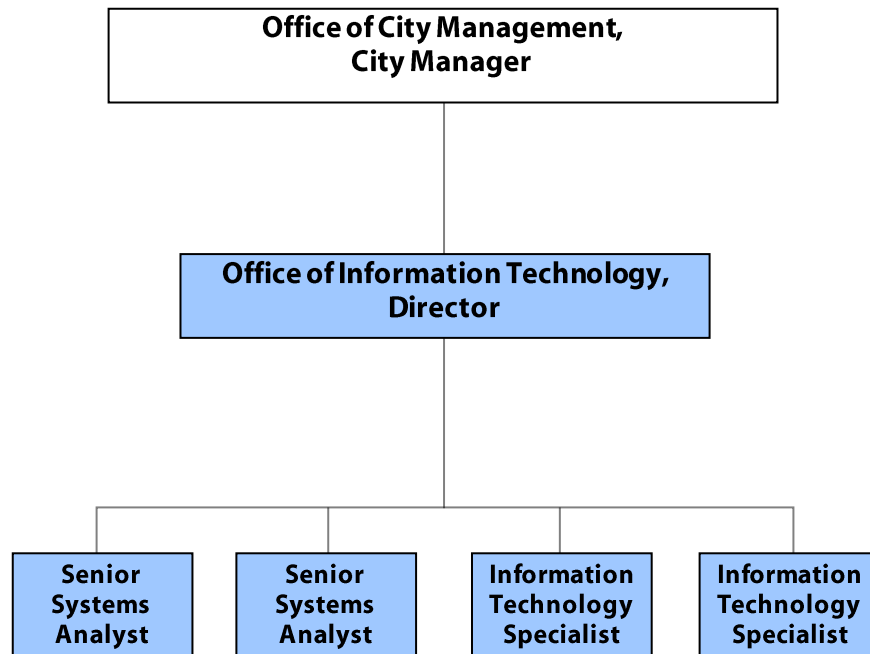 Office of City Management,
City Manager
Office of Information Technology,
Director
Senior
Systems
Analyst
Senior
Systems
Analyst
Information
Technology
Specialist
Information
Technology
Specialist